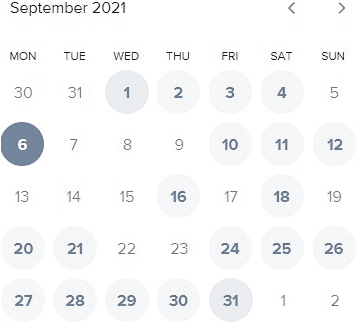 September 2021
MON TUE WED THU FRI SAT SUN
30 31 1 2 3 4 5
6 7 8 9 10 11 12
13 14 15 16 17 18 19
20 21 22 23 24 25 26
27 28 29 30 31 1 2